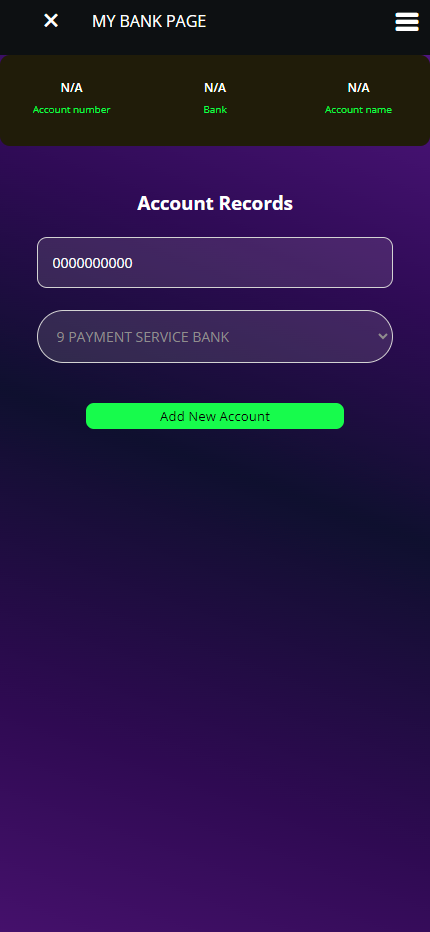 ✕ MY BANK PAGE
N/A N/A N/A
Account number Bank Account name
Account Records
0000000000
9 PAYMENT SERVICE BANK
Add New Account